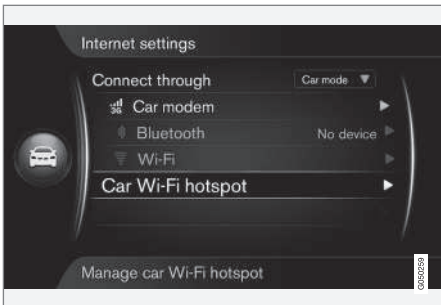 Internet settings
Connect through Car mode
3G Car modem
Bluetooth No device
Wi-Fi
Car Wi-Fi hotspot
Manage car Wi-Fi hotspot
G050259